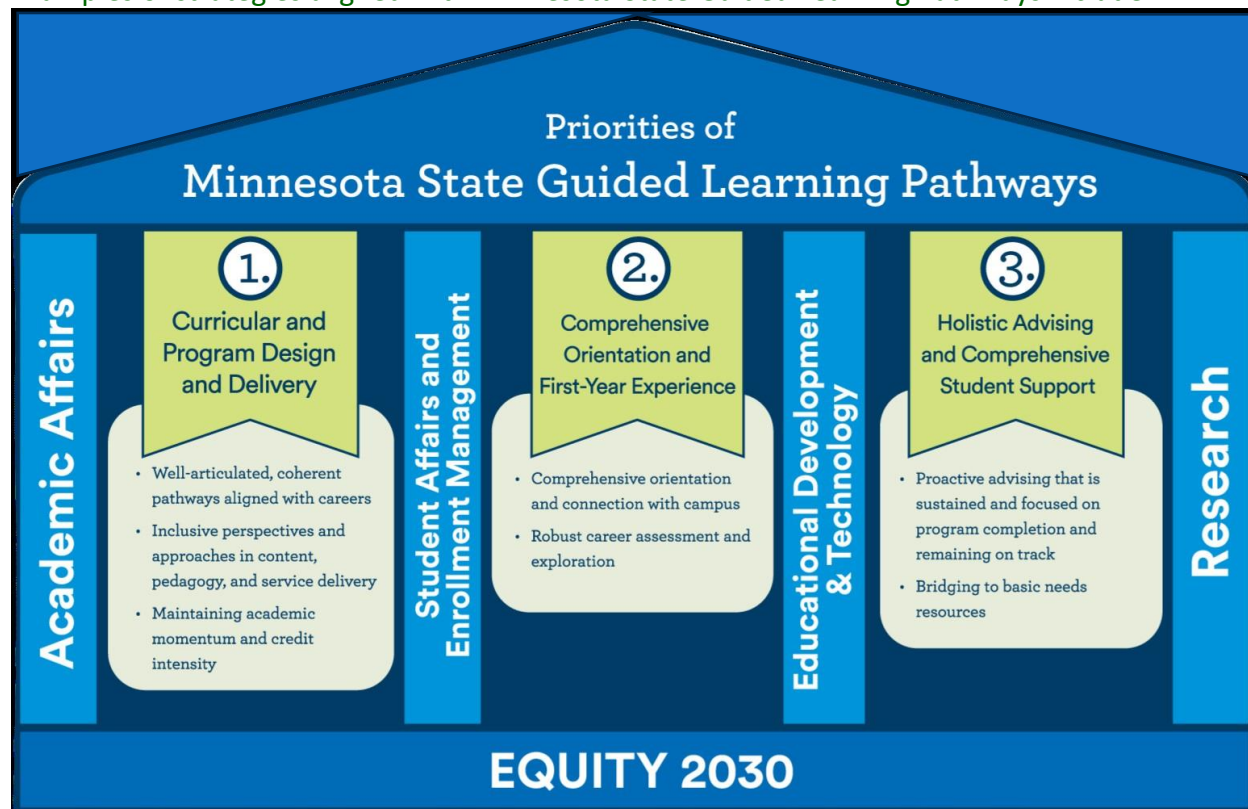 Priorities of
Minnesota State Guided Learning Pathways
Academic Affairs
1.
Curricular and
Program Design
and Delivery
• Well-articulated, coherent
pathways aligned with careers
• Inclusive perspectives and
approaches in content,
pedagogy, and service delivery
• Maintaining academic
momentum and credit
intensity
Student Affairs and
Enrollment Management
2.
Comprehensive
Orientation and
First-Year Experience
• Comprehensive orientation
and connection with campus
• Robust career assessment and
exploration
Educational Development
& Technology
3.
Holistic Advising
and Comprehensive
Student Support
• Proactive advising that is
sustained and focused on
program completion and
remaining on track
• Bridging to basic needs
resources
Research
EQUITY 2030